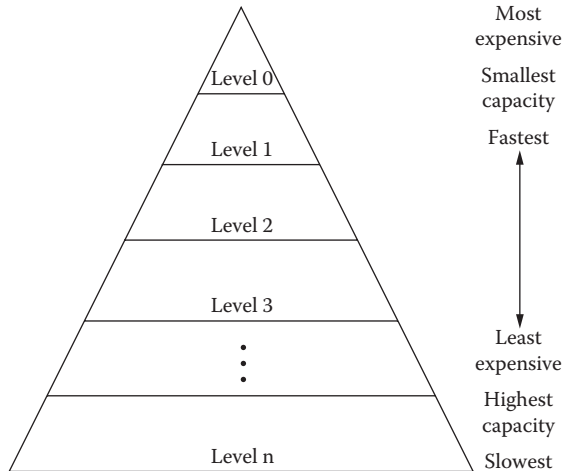 Most
expensive
Smallest
capacity
Fastest
Level 0
Level 1
Level 2
Level 3
Level n
Least
expensive
Highest
capacity
Slowest